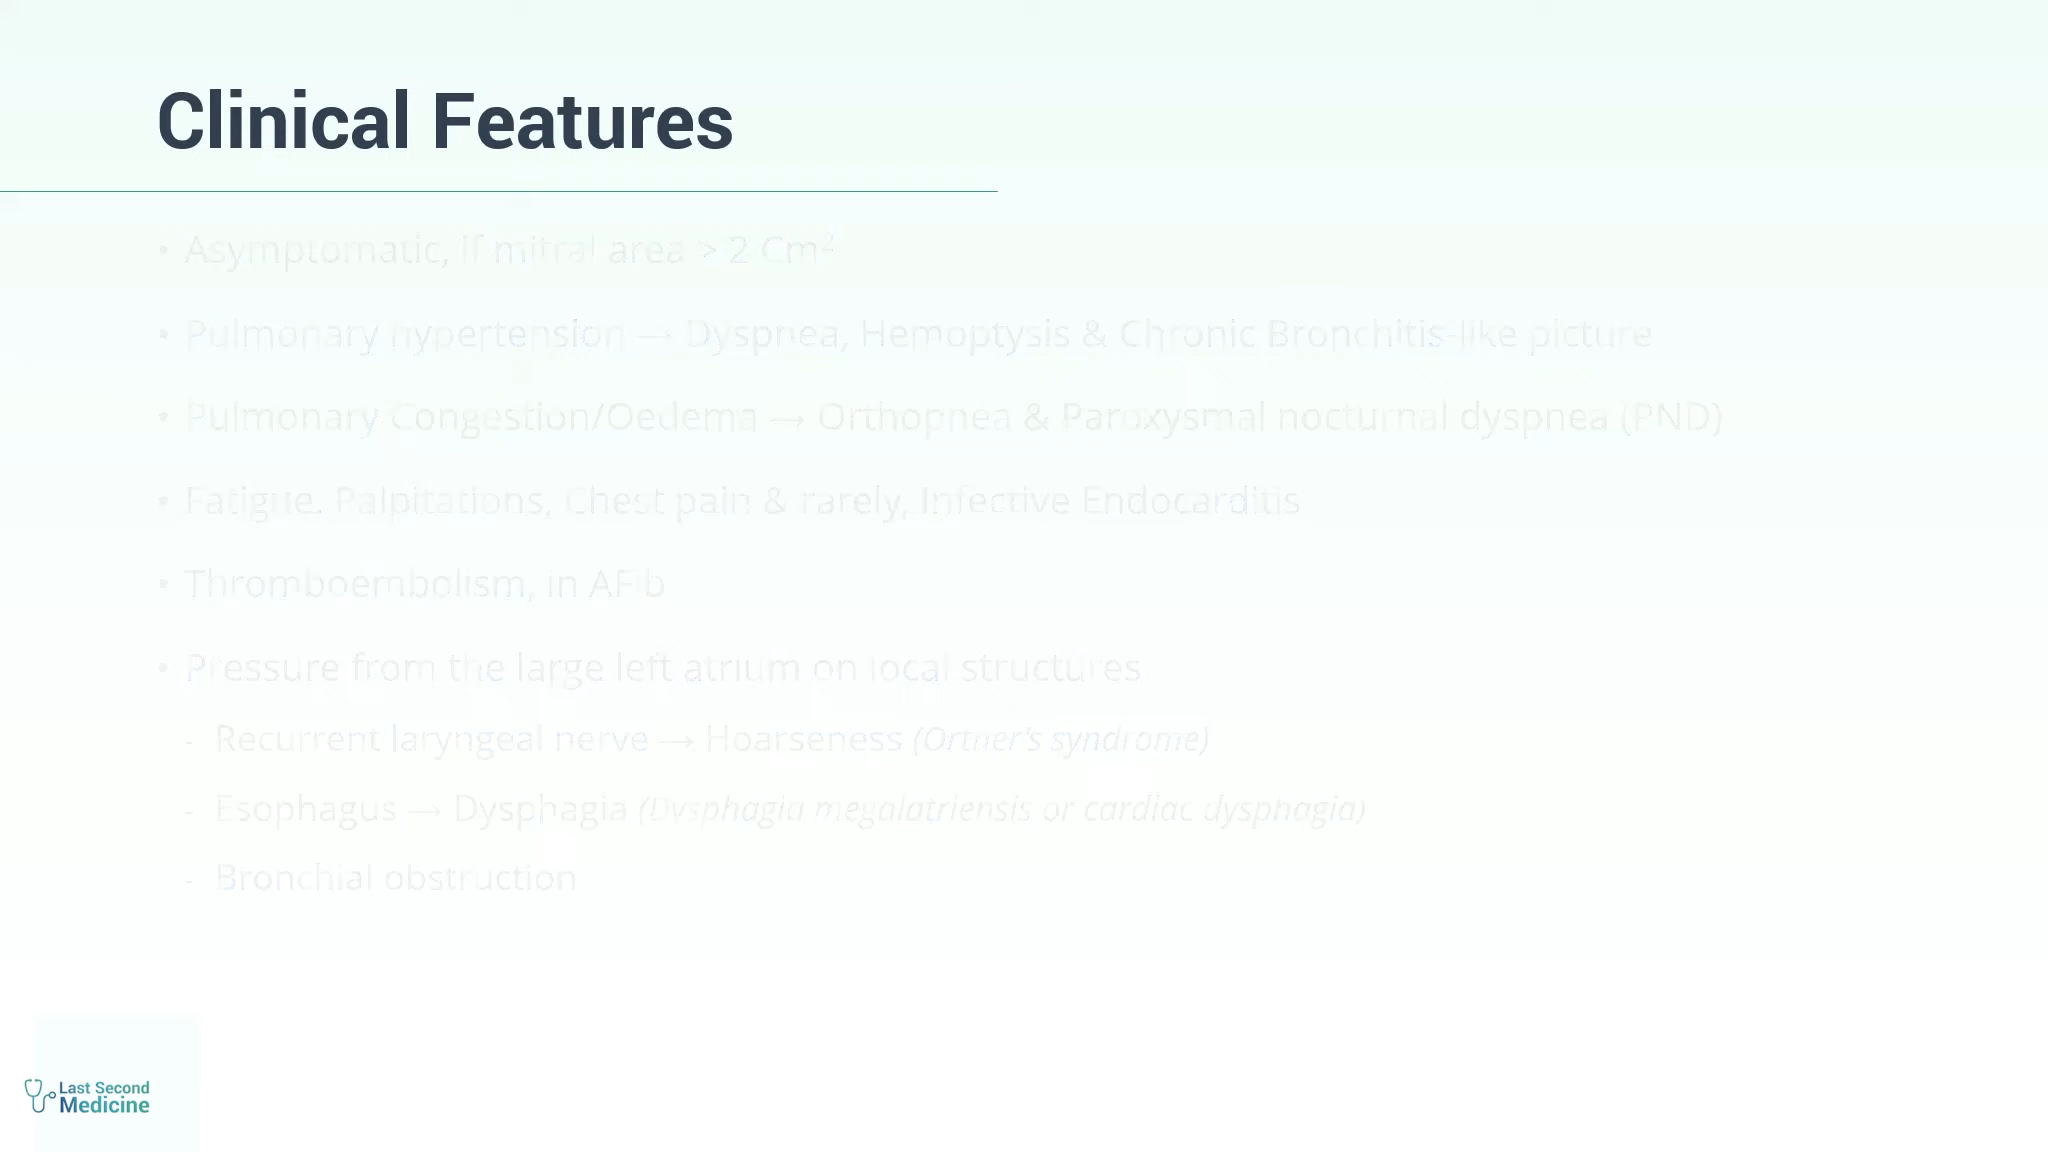 Clinical Features
• Asymptomatic, If mitral area > 2 Cm²
• Pulmonary hypertension → Dyspnea, Hemoptysis & Chronic Bronchitis-like picture
• Pulmonary Congestion/Oedema → Orthopnea & Paroxysmal nocturnal dyspnea (PND)
• Fatigue. Palpitations, Chest pain & rarely, Infective Endocarditis
• Thromboembolism, in AFib
• Pressure from the large left atrium on local structures
- Recurrent laryngeal nerve → Hoarseness (Ortner's syndrome)
- Esophagus → Dysphagia (Dysphagia megalatriensis or cardiac dysphagia)
- Bronchial obstruction
Last Second
Medicine